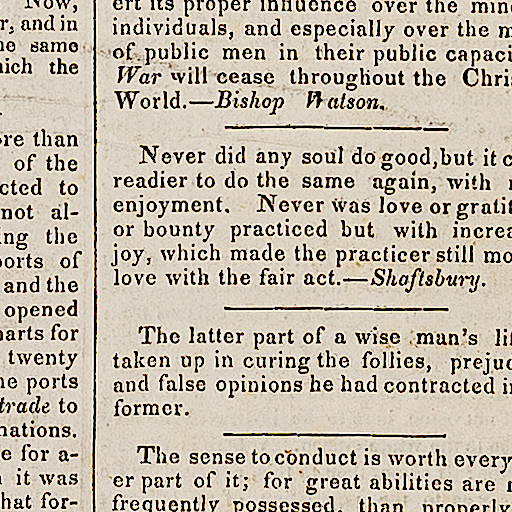 Now,
r, and in
he same
hich the
ore than
of the
cted to
not al-
ing the
ports of
and the
opened
parts for
twenty
he ports
trade to
nations.
e for a-
it was
hat for-
ert its proper influence over the min
individuals, and especially over the m
of public men in their public capaci
War will cease throughout the Chris
World.—Bishop Watson.
Never did any soul do good, but it c
readier to do the same again, with
enjoyment. Never was love or gratit
or bounty practiced but with increa
joy, which made the practicer still mo
love with the fair act.—Shaftsbury.
The latter part of a wise man's lif
taken up in curing the follies, prejud
and false opinions he had contracted in
former.
The sense to conduct is worth every
er part of it; for great abilities are
frequently possessed, than properly